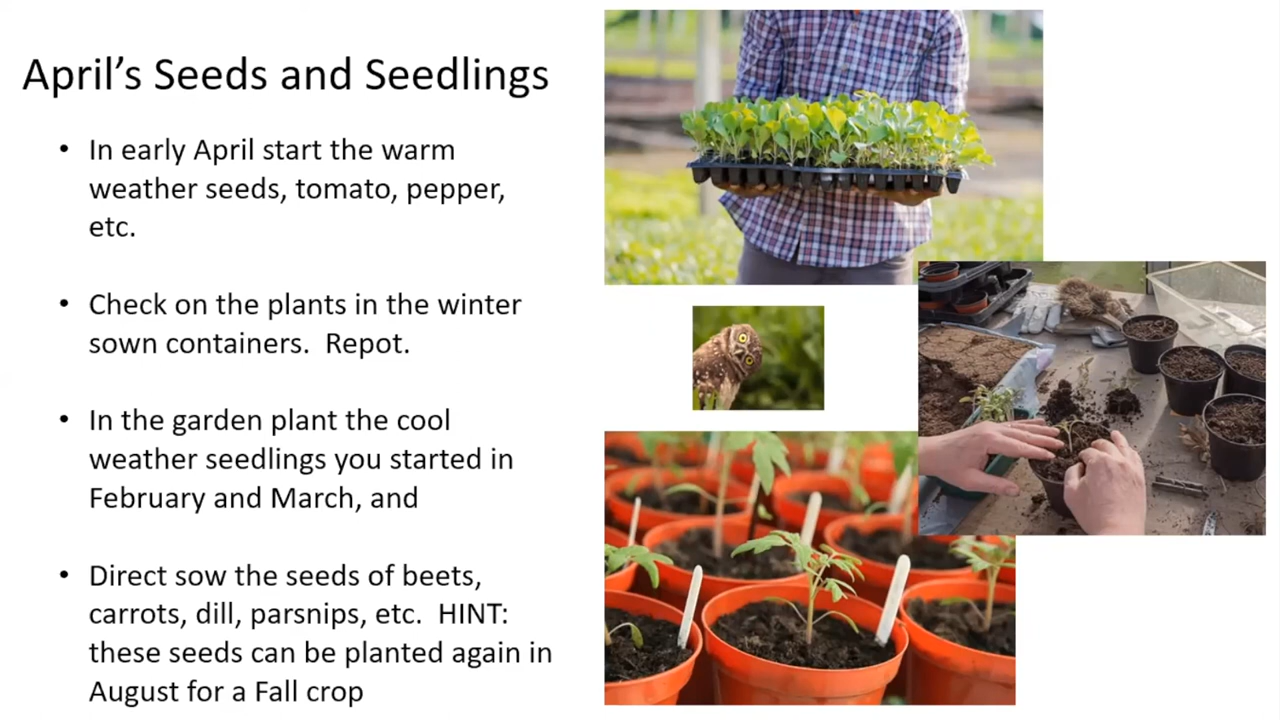 April’s Seeds and Seedlings
• In early April start the warm
weather seeds, tomato, pepper,
etc.
• Check on the plants in the winter
sown containers.  Repot.
• In the garden plant the cool
weather seedlings you started in
February and March, and
• Direct sow the seeds of beets,
carrots, dill, parsnips, etc.  HINT:
these seeds can be planted again in
August for a Fall crop